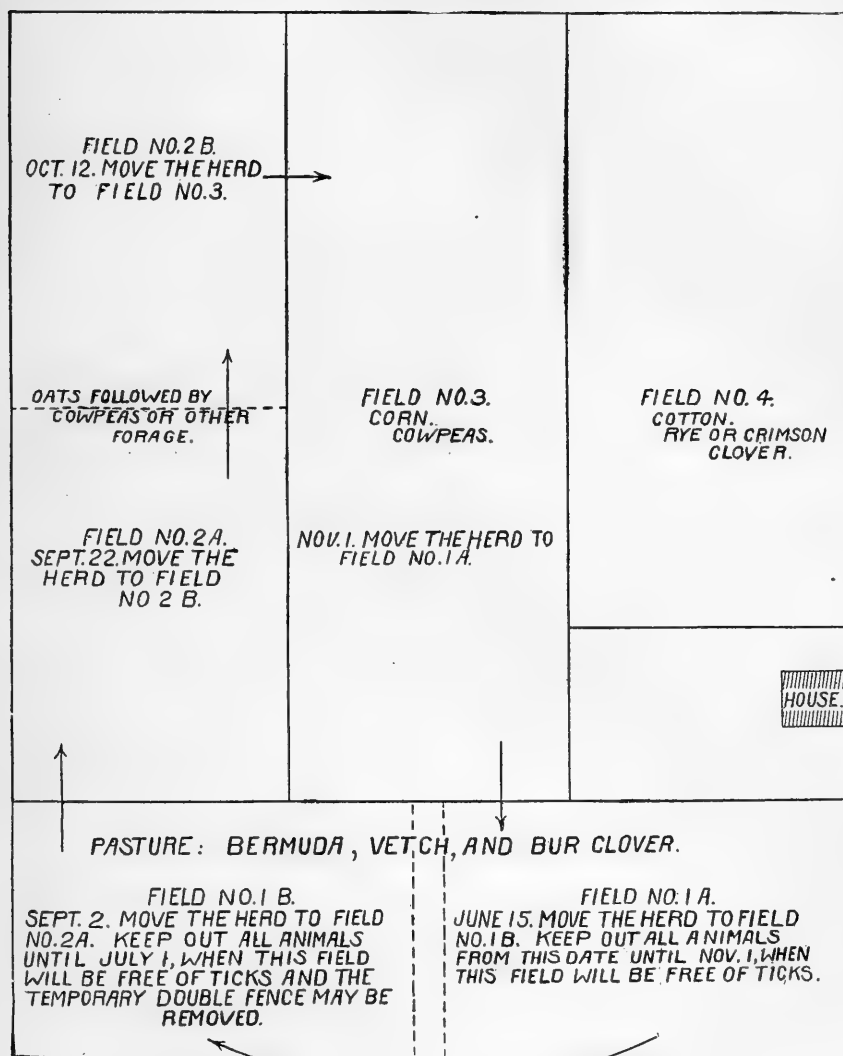 FIELD NO.2 B.
OCT. 12. MOVE THE HERD
TO FIELD NO.3.
OATS FOLLOWED BY
COWPEAS OR OTHER
FORAGE.
FIELD NO.2A.
SEPT.22. MOVE THE
HERD TO FIELD
NO 2 B.
FIELD NO.3.
CORN.
COWPEAS.
NOV. 1. MOVE THE HERD TO
FIELD NO.1A.
FIELD NO. 4.
COTTON.
RYE OR CRIMSON
CLOVER.
HOUSE.
PASTURE: BERMUDA, VETCH, AND BUR CLOVER.
FIELD NO.1 B.
SEPT. 2. MOVE THE HERD TO FIELD
NO.2A. KEEP OUT ALL ANIMALS
UNTIL JULY 1, WHEN THIS FIELD
WILL BE FREE OF TICKS AND THE
TEMPORARY DOUBLE FENCE MAY BE
REMOVED.
FIELD NO.1A.
JUNE 15. MOVE THE HERD TO FIELD
NO.1B. KEEP OUT ALL ANIMALS
FROM THIS DATE UNTIL NOV. 1, WHEN
THIS FIELD WILL BE FREE OF TICKS.